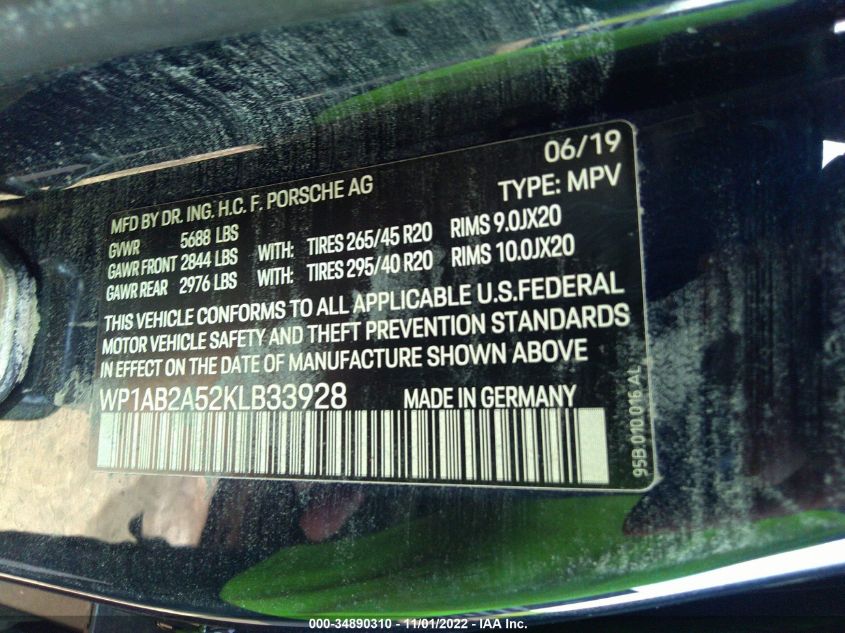 06/19
MFD BY DR. ING. H.C. F. PORSCHE AG TYPE: MPV
GVWR 5688 LBS
GAWR FRONT 2844 LBS WITH: TIRES 265/45 R20 RIMS 9.0JX20
GAWR REAR 2976 LBS WITH: TIRES 295/40 R20 RIMS 10.0JX20
THIS VEHICLE CONFORMS TO ALL APPLICABLE U.S.FEDERAL
MOTOR VEHICLE SAFETY AND THEFT PREVENTION STANDARDS
IN EFFECT ON THE DATE OF MANUFACTURE SHOWN ABOVE
WP1AB2A52KLB33928 MADE IN GERMANY
95B 010 016 AL
000-34890310 - 11/01/2022 - IAA Inc.